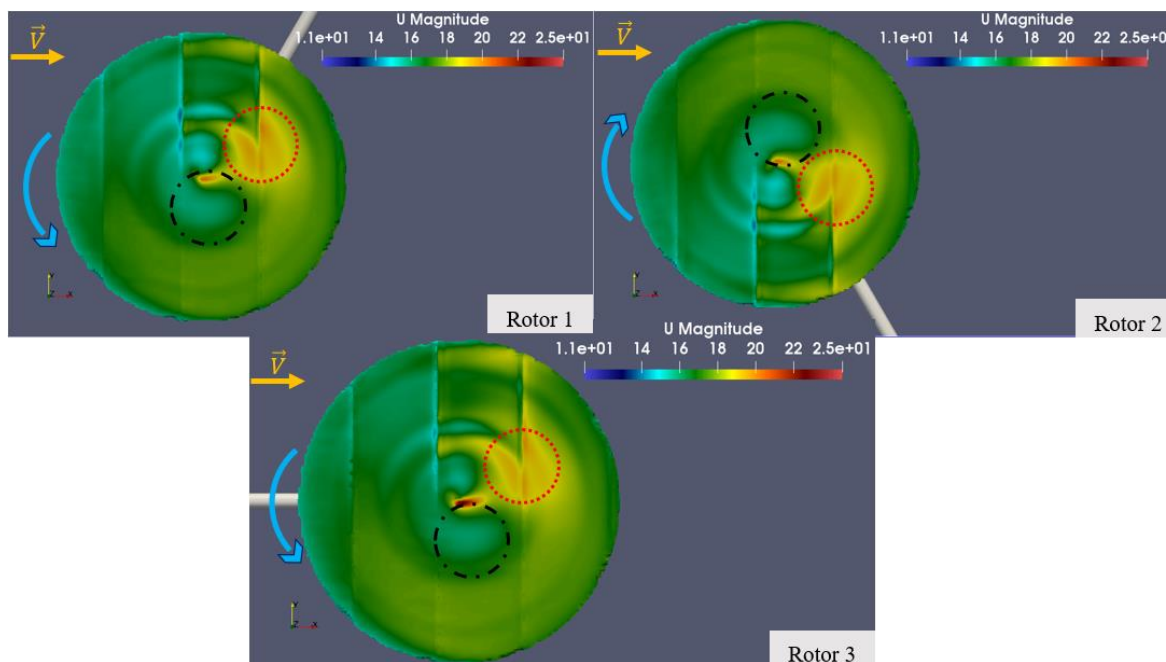 U Magnitude
1.1e+01 14 16 18 20 22 2.5e+01
V
Y
Z X
Rotor 1
U Magnitude
1.1e+01 14 16 18 20 22 2.5e+0
V
Y
Z X
Rotor 2
U Magnitude
1.1e+01 14 16 18 20 22 2.5e+01
V
Y
Z X
Rotor 3